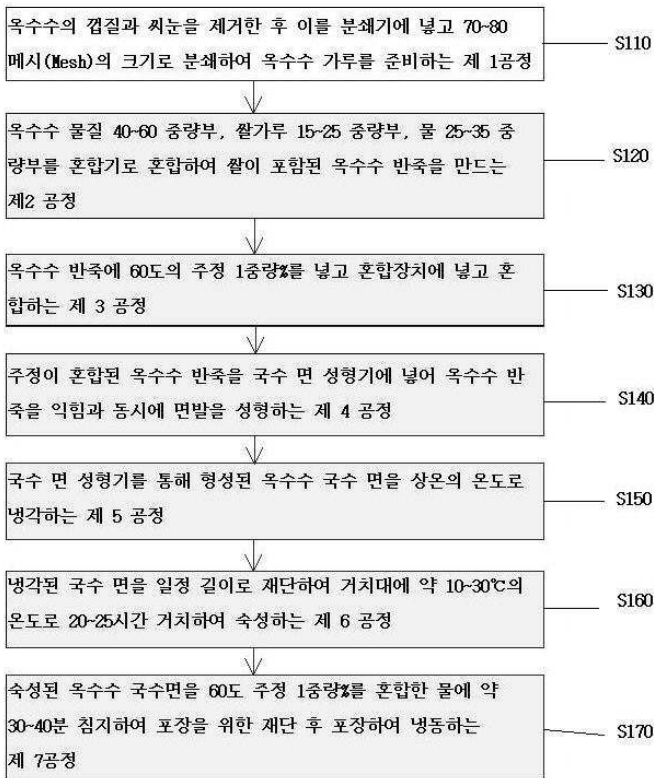 옥수수의 껍질과 씨눈을 제거한 후 이를 분쇄기에 넣고 70~80
메시(Mesh)의 크기로 분쇄하여 옥수수 가루를 준비하는 제 1공정
S110
옥수수 물질 40~60 중량부, 쌀가루 15~25 중량부, 물 25~35 중
량부를 혼합기로 혼합하여 쌀이 포함된 옥수수 반죽을 만드는
제2 공정
S120
옥수수 반죽에 60도의 주정 1중량%를 넣고 혼합장치에 넣고 혼
합하는 제 3 공정
S130
주정이 혼합된 옥수수 반죽을 국수 면 성형기에 넣어 옥수수 반
죽을 익힘과 동시에 면발을 성형하는 제 4 공정
S140
국수 면 성형기를 통해 형성된 옥수수 국수 면을 상온의 온도로
냉각하는 제 5 공정
S150
냉각된 국수 면을 일정 길이로 재단하여 거치대에 약 10~30℃의
온도로 20~25시간 거치하여 숙성하는 제 6 공정
S160
숙성된 옥수수 국수면을 60도 주정 1중량%를 혼합한 물에 약
30~40분 침지하여 포장을 위한 재단 후 포장하여 냉동하는
제 7공정
S170